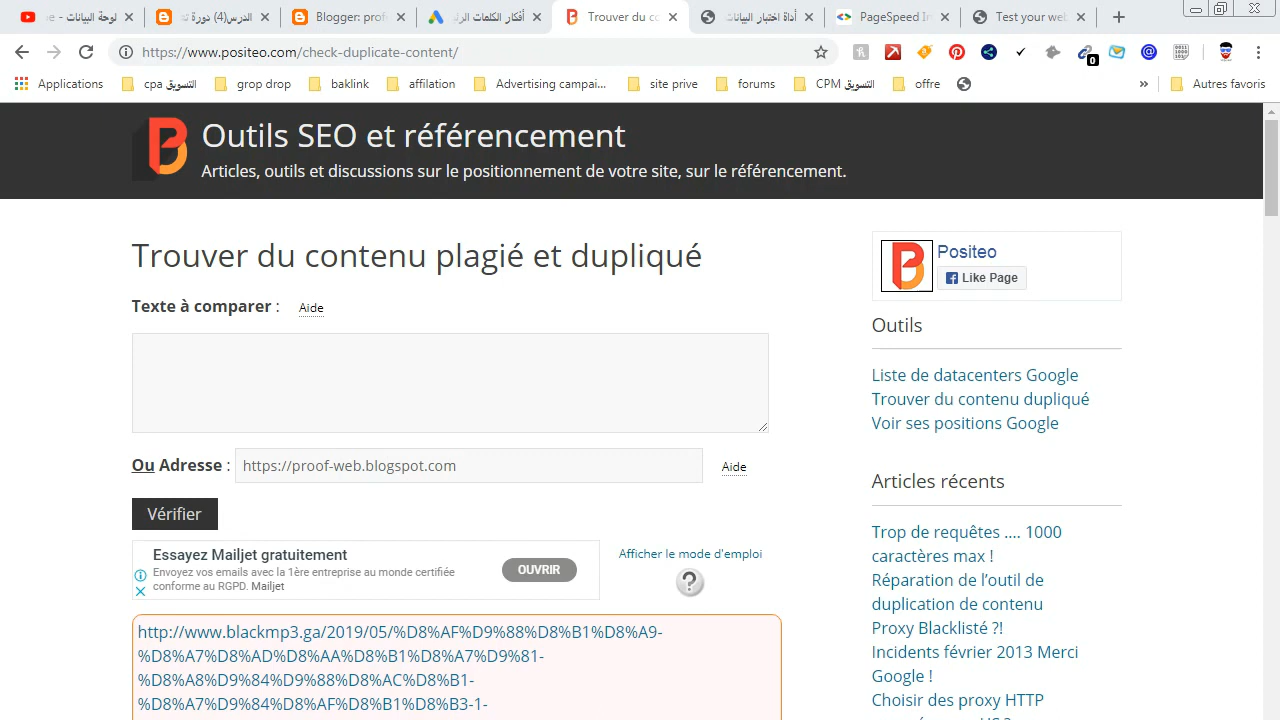 لوحة البيانات - be
الدرس(4) دورة
Blogger: prof
أفكار الكلمات
Trouver du co
أداة اختبار البيانات
PageSpeed In
Test your web
https://www.positeo.com/check-duplicate-content/
0
Applications
cpa التسويق
grop drop
baklink
affilation
Advertising campai...
site prive
forums
CPM التسويق
offre
»
Autres favoris
Outils SEO et référencement
Articles, outils et discussions sur le positionnement de votre site, sur le référencement.
Trouver du contenu plagié et dupliqué
Texte à comparer : Aide
Ou Adresse : https://proof-web.blogspot.com Aide
Vérifier
Essayez Mailjet gratuitement
Envoyez vos emails avec la 1ère entreprise au monde certifiée
conforme au RGPD. Mailjet
OUVRIR
Afficher le mode d'emploi
?
http://www.blackmp3.ga/2019/05/%D8%AF%D9%88%D8%B1%D8%A9-
%D8%A7%D8%AD%D8%AA%D8%B1%D8%A7%D9%81-
%D8%A8%D9%84%D9%88%D8%AC%D8%B1-
%D8%A7%D9%84%D8%AF%D8%B1%D8%B3-1-
Positeo
Like Page
Outils
Liste de datacenters Google
Trouver du contenu dupliqué
Voir ses positions Google
Articles récents
Trop de requêtes .... 1000
caractères max !
Réparation de l'outil de
duplication de contenu
Proxy Blacklisté ?!
Incidents février 2013 Merci
Google !
Choisir des proxy HTTP